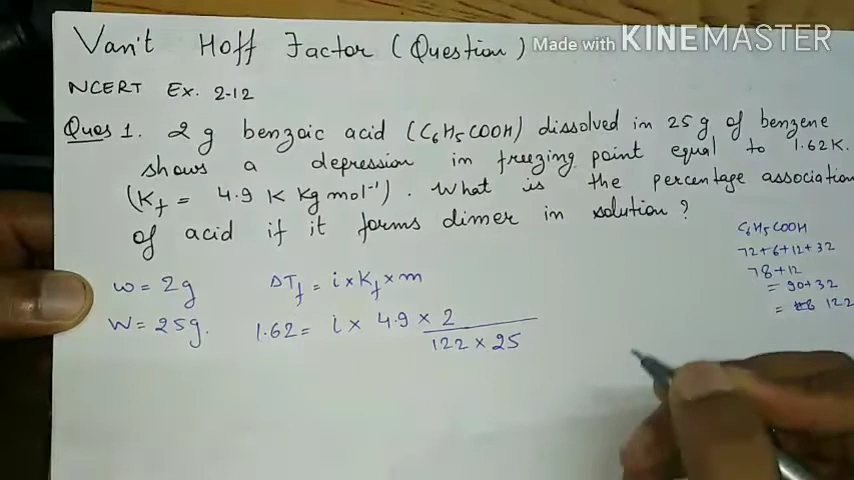 Van't Hoff Factor (Question)
Made with KINEMASTER
NCERT Ex. 2.12
Ques 1. 2 g benzoic acid (C₆H₅COOH) dissolved in 25 g of benzene
shows a depression in freezing point equal to 1.62 K.
(K_f = 4.9 K Kg mol⁻¹). What is the percentage association
of acid if it forms dimer in solution?
C₆H₅COOH
72+6+12+32
78+12
= 90+32
= 122
w = 2g
W = 25g.
ΔT_f = i × K_f × m
1.62 = i × 4.9 × 2
122 × 25